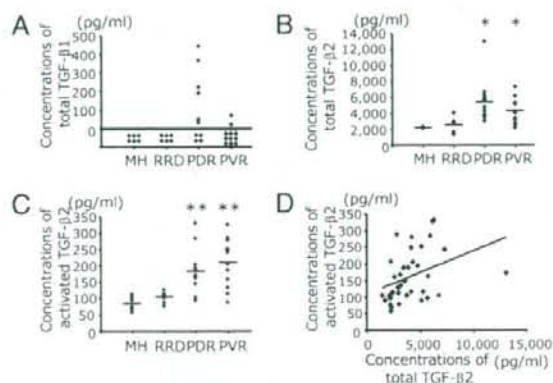 A
(pg/ml)
Concentrations of
total TGF-β1
500
400
300
200
100
0
MH RRD PDR PVR
B
(pg/ml)
* *
Concentrations of
total TGF-β2
14,000
12,000
10,000
8,000
6,000
4,000
2,000
0
MH RRD PDR PVR
C
(pg/ml)
** **
Concentrations of
activated TGF-β2
350
300
250
200
150
100
50
0
MH RRD PDR PVR
D
(pg/ml)
Concentrations of
activated TGF-β2
350
300
250
200
150
100
50
0
0 5,000 10,000 15,000
Concentrations of (pg/ml)
total TGF-β2